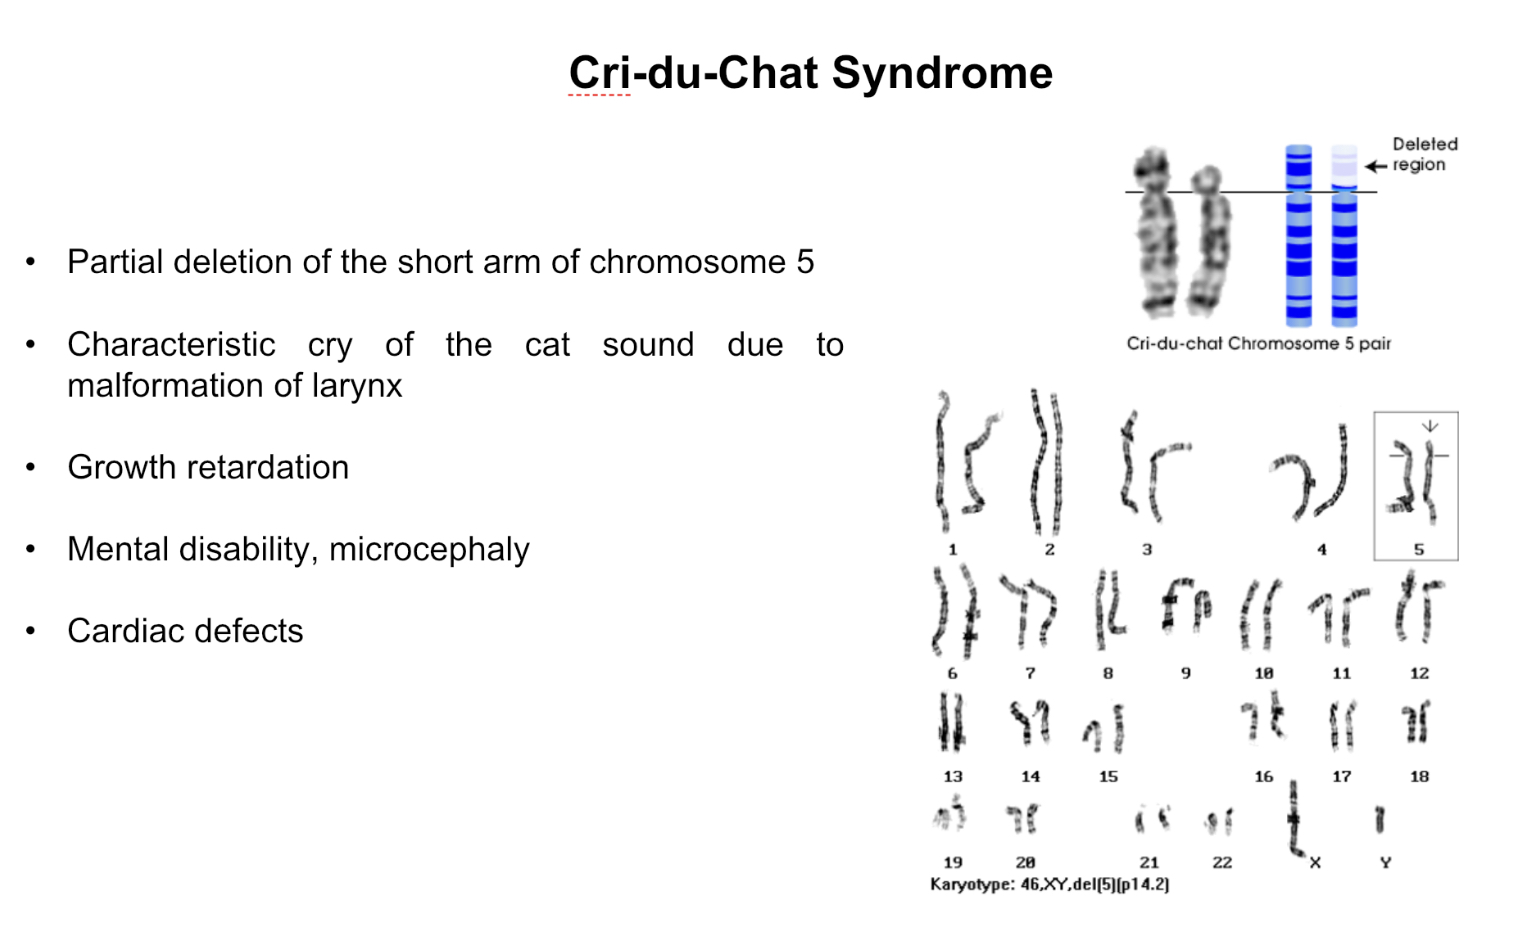 Cri-du-Chat Syndrome
• Partial deletion of the short arm of chromosome 5
• Characteristic cry of the cat sound due to
malformation of larynx
• Growth retardation
• Mental disability, microcephaly
• Cardiac defects
Deleted
region
Cri-du-chat Chromosome 5 pair
1 2 3 4 5
6 7 8 9 10 11 12
13 14 15 16 17 18
19 20 21 22 X Y
Karyotype: 46,XY,del(5)(p14.2)